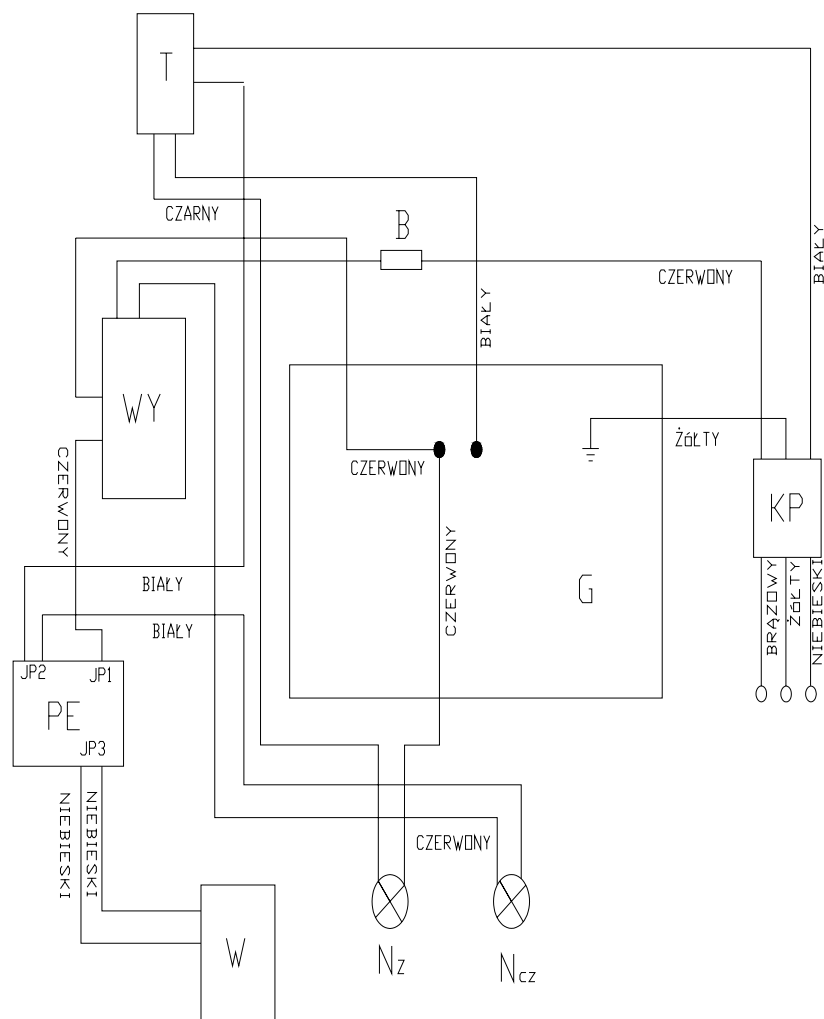 T
CZARNY
B
BIAŁY
CZERWONY
BIAŁY
WY
ŻÓŁTY
CZERWONY
CZERWONY
KP
CZERWONY
BIAŁY
G
BRĄZOWY
ŻÓŁTY
NIEBIESKI
BIAŁY
JP2
JP1
PE
JP3
NIEBIESKI
NIEBIESKI
CZERWONY
W
Nz
Ncz